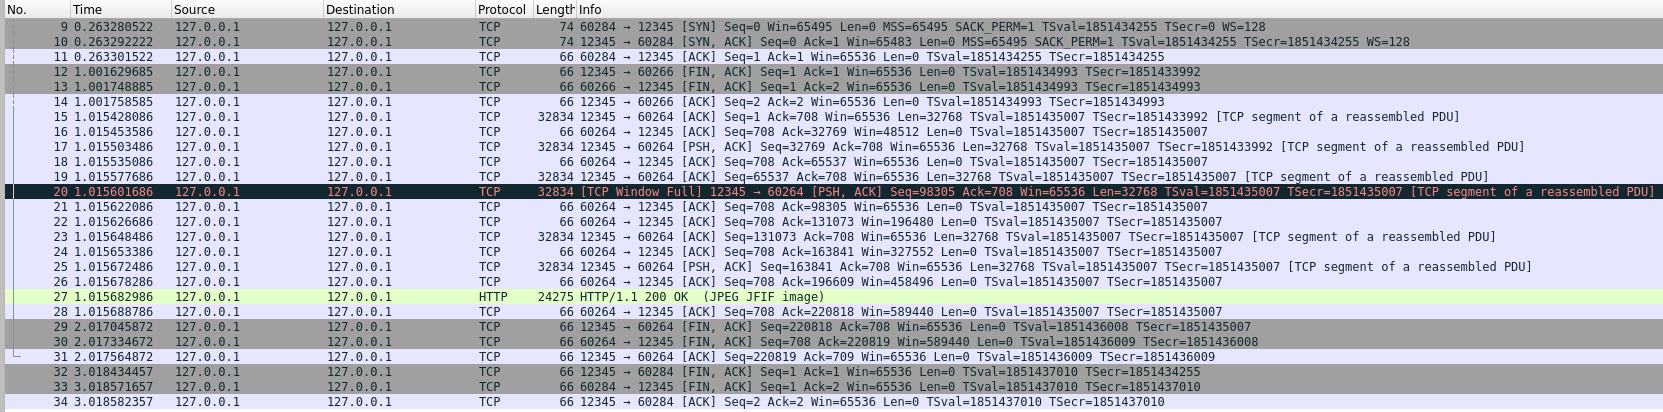 No. Time Source Destination Protocol Length Info
9 0.263280522 127.0.0.1 127.0.0.1 TCP 74 60284 → 12345 [SYN] Seq=0 Win=65495 Len=0 MSS=65495 SACK_PERM=1 TSval=1851434255 TSecr=0 WS=128
10 0.263292222 127.0.0.1 127.0.0.1 TCP 74 12345 → 60284 [SYN, ACK] Seq=0 Ack=1 Win=65483 Len=0 MSS=65495 SACK_PERM=1 TSval=1851434255 TSecr=1851434255 WS=128
11 0.263301522 127.0.0.1 127.0.0.1 TCP 66 60284 → 12345 [ACK] Seq=1 Ack=1 Win=65536 Len=0 TSval=1851434255 TSecr=1851434255
12 1.001629685 127.0.0.1 127.0.0.1 TCP 66 12345 → 60266 [FIN, ACK] Seq=1 Ack=1 Win=65536 Len=0 TSval=1851434993 TSecr=1851433992
13 1.001748885 127.0.0.1 127.0.0.1 TCP 66 60266 → 12345 [FIN, ACK] Seq=1 Ack=2 Win=65536 Len=0 TSval=1851434993 TSecr=1851434993
14 1.001758585 127.0.0.1 127.0.0.1 TCP 66 12345 → 60266 [ACK] Seq=2 Ack=2 Win=65536 Len=0 TSval=1851434993 TSecr=1851434993
15 1.015428086 127.0.0.1 127.0.0.1 TCP 32834 12345 → 60264 [ACK] Seq=1 Ack=708 Win=65536 Len=32768 TSval=1851435007 TSecr=1851433992 [TCP segment of a reassembled PDU]
16 1.015453586 127.0.0.1 127.0.0.1 TCP 66 60264 → 12345 [ACK] Seq=708 Ack=32769 Win=48512 Len=0 TSval=1851435007 TSecr=1851435007
17 1.015503486 127.0.0.1 127.0.0.1 TCP 32834 12345 → 60264 [PSH, ACK] Seq=32769 Ack=708 Win=65536 Len=32768 TSval=1851435007 TSecr=1851433992 [TCP segment of a reassembled PDU]
18 1.015535086 127.0.0.1 127.0.0.1 TCP 66 60264 → 12345 [ACK] Seq=708 Ack=65537 Win=65536 Len=0 TSval=1851435007 TSecr=1851435007
19 1.015577686 127.0.0.1 127.0.0.1 TCP 32834 12345 → 60264 [ACK] Seq=65537 Ack=708 Win=65536 Len=32768 TSval=1851435007 TSecr=1851435007 [TCP segment of a reassembled PDU]
20 1.015601686 127.0.0.1 127.0.0.1 TCP 32834 [TCP Window Full] 12345 → 60264 [PSH, ACK] Seq=98305 Ack=708 Win=65536 Len=32768 TSval=1851435007 TSecr=1851435007 [TCP segment of a reassembled PDU]
21 1.015622086 127.0.0.1 127.0.0.1 TCP 66 60264 → 12345 [ACK] Seq=708 Ack=98305 Win=65536 Len=0 TSval=1851435007 TSecr=1851435007
22 1.015626686 127.0.0.1 127.0.0.1 TCP 66 60264 → 12345 [ACK] Seq=708 Ack=131073 Win=196480 Len=0 TSval=1851435007 TSecr=1851435007
23 1.015648486 127.0.0.1 127.0.0.1 TCP 32834 12345 → 60264 [ACK] Seq=131073 Ack=708 Win=65536 Len=32768 TSval=1851435007 TSecr=1851435007 [TCP segment of a reassembled PDU]
24 1.015653386 127.0.0.1 127.0.0.1 TCP 66 60264 → 12345 [ACK] Seq=708 Ack=163841 Win=327552 Len=0 TSval=1851435007 TSecr=1851435007
25 1.015672486 127.0.0.1 127.0.0.1 TCP 32834 12345 → 60264 [PSH, ACK] Seq=163841 Ack=708 Win=65536 Len=32768 TSval=1851435007 TSecr=1851435007 [TCP segment of a reassembled PDU]
26 1.015678286 127.0.0.1 127.0.0.1 TCP 66 60264 → 12345 [ACK] Seq=708 Ack=196609 Win=458496 Len=0 TSval=1851435007 TSecr=1851435007
27 1.015682986 127.0.0.1 127.0.0.1 HTTP 24275 HTTP/1.1 200 OK (JPEG JFIF image)
28 1.015688786 127.0.0.1 127.0.0.1 TCP 66 60264 → 12345 [ACK] Seq=708 Ack=220818 Win=589440 Len=0 TSval=1851435007 TSecr=1851435007
29 2.017045872 127.0.0.1 127.0.0.1 TCP 66 12345 → 60264 [FIN, ACK] Seq=220818 Ack=708 Win=65536 Len=0 TSval=1851436008 TSecr=1851435007
30 2.017334672 127.0.0.1 127.0.0.1 TCP 66 60264 → 12345 [FIN, ACK] Seq=708 Ack=220819 Win=589440 Len=0 TSval=1851436009 TSecr=1851436008
31 2.017564872 127.0.0.1 127.0.0.1 TCP 66 12345 → 60264 [ACK] Seq=220819 Ack=709 Win=65536 Len=0 TSval=1851436009 TSecr=1851436009
32 3.018434457 127.0.0.1 127.0.0.1 TCP 66 12345 → 60284 [FIN, ACK] Seq=1 Ack=1 Win=65536 Len=0 TSval=1851437010 TSecr=1851434255
33 3.018571657 127.0.0.1 127.0.0.1 TCP 66 60284 → 12345 [FIN, ACK] Seq=1 Ack=2 Win=65536 Len=0 TSval=1851437010 TSecr=1851437010
34 3.018582357 127.0.0.1 127.0.0.1 TCP 66 12345 → 60284 [ACK] Seq=2 Ack=2 Win=65536 Len=0 TSval=1851437010 TSecr=1851437010